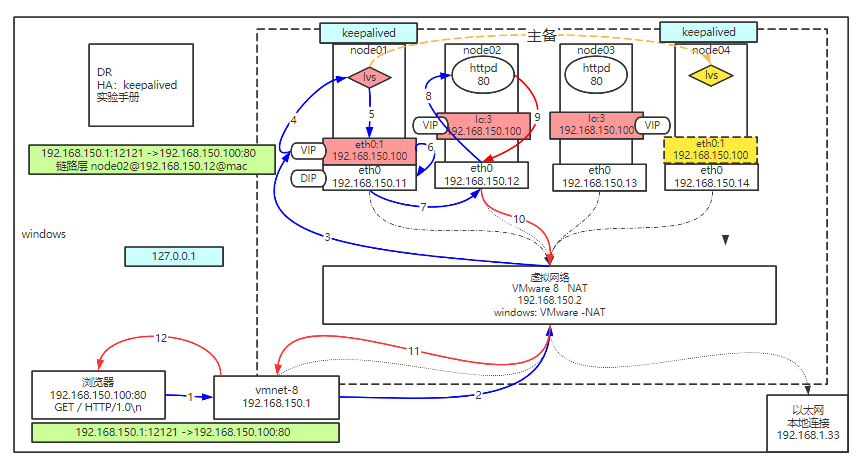 keepalived
主备
keepalived
node01
node02
node03
node04
DR
HA：keepalived
实验手册
lvs
httpd
80
httpd
80
lvs
4
5
8
9
VIP
eth0:1
192.168.150.100
VIP
lo:3
192.168.150.100
lo:3
192.168.150.100
VIP
eth0:1
192.168.150.100
192.168.150.1:12121 ->192.168.150.100:80
链路层 node02@192.168.150.12@mac
6
DIP
eth0
192.168.150.11
eth0
192.168.150.12
eth0
192.168.150.13
eth0
192.168.150.14
7
10
3
windows
127.0.0.1
虚拟网络
VMware 8 NAT
192.168.150.2
windows: VMware -NAT
12
11
浏览器
192.168.150.100:80
GET / HTTP/1.0\n
1
vmnet-8
192.168.150.1
2
192.168.150.1:12121 ->192.168.150.100:80
以太网
本地连接
192.168.1.33